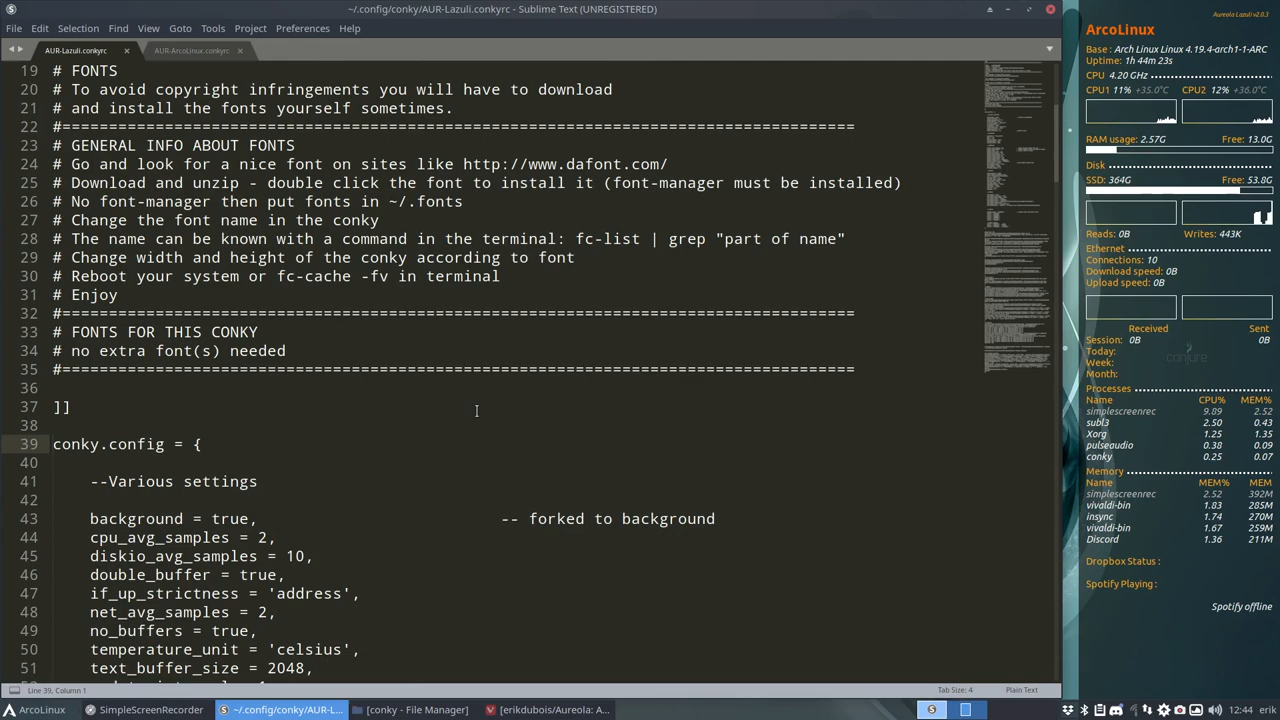 ~/.config/conky/AUR-Lazuli.conkyrc - Sublime Text (UNREGISTERED)
File Edit Selection Find View Goto Tools Project Preferences Help
AUR-Lazuli.conkyrc × AUR-ArcoLinux.conkyrc ×
19 # FONTS
20 # To avoid copyright infringements you will have to download
21 # and install the fonts yourself sometimes.
22 #======================================================================================
23 # GENERAL INFO ABOUT FONTS
24 # Go and look for a nice font on sites like http://www.dafont.com/
25 # Download and unzip - double click the font to install it (font-manager must be installed)
26 # No font-manager then put fonts in ~/.fonts
27 # Change the font name in the conky
28 # The name can be known with a command in the terminal: fc-list | grep "part of name"
29 # Change width and height of the conky according to font
30 # Reboot your system or fc-cache -fv in terminal
31 # Enjoy
32 #======================================================================================
33 # FONTS FOR THIS CONKY
34 # no extra font(s) needed
35 #======================================================================================
36
37 ]]
38
39 conky.config = {
40
41 --Various settings
42
43 background = true, -- forked to background
44 cpu_avg_samples = 2,
45 diskio_avg_samples = 10,
46 double_buffer = true,
47 if_up_strictness = 'address',
48 net_avg_samples = 2,
49 no_buffers = true,
50 temperature_unit = 'celsius',
51 text_buffer_size = 2048,
Line 39, Column 1 Tab Size: 4 Plain Text
ArcoLinux SimpleScreenRecorder ~/.config/conky/AUR-L... [conky - File Manager] [erikdubois/Aureola: A... 12:44 erik
Aureola Lazuli v2.0.3
ArcoLinux
Base : Arch Linux Linux 4.19.4-arch1-1-ARC
Uptime: 1h 44m 23s
CPU 4.20 GHz
CPU1 11% +35.0°C CPU2 12% +36.0°C
RAM usage: 2.57G Free: 13.0G
Disk
SSD: 364G Free: 53.8G
Reads: 0B Writes: 443K
Ethernet
Connections: 10
Download speed: 0B
Upload speed: 0B
Received Sent
Session: 0B 0B
Today:
Week:
Month:
conjure
Processes
Name CPU% MEM%
simplescreenrec 9.89 2.52
subl3 2.50 0.43
Xorg 1.25 1.35
pulseaudio 0.38 0.09
conky 0.25 0.07
Memory
Name MEM% MEM
simplescreenrec 2.52 392M
vivaldi-bin 1.83 285M
insync 1.74 270M
vivaldi-bin 1.67 259M
Discord 1.36 211M
Dropbox Status :
Spotify Playing :
Spotify offline